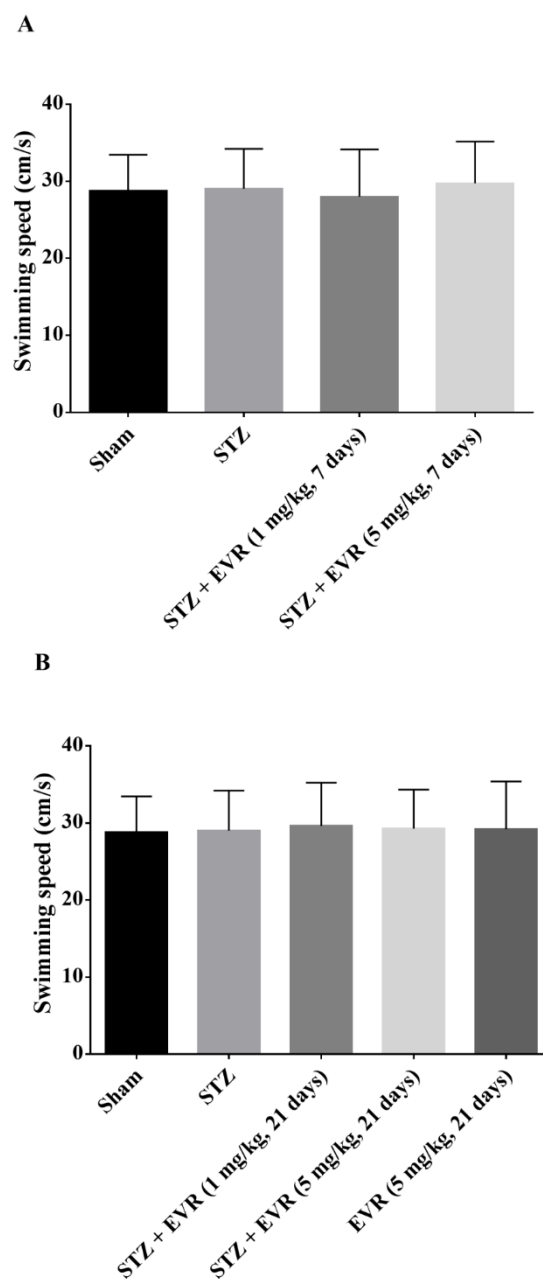 A
Swimming speed (cm/s)
40
30
20
10
0
Sham
STZ
STZ + EVR (1 mg/kg, 7 days)
STZ + EVR (5 mg/kg, 7 days)
B
Swimming speed (cm/s)
40
30
20
10
0
Sham
STZ
STZ + EVR (1 mg/kg, 21 days)
STZ + EVR (5 mg/kg, 21 days)
EVR (5 mg/kg, 21 days)